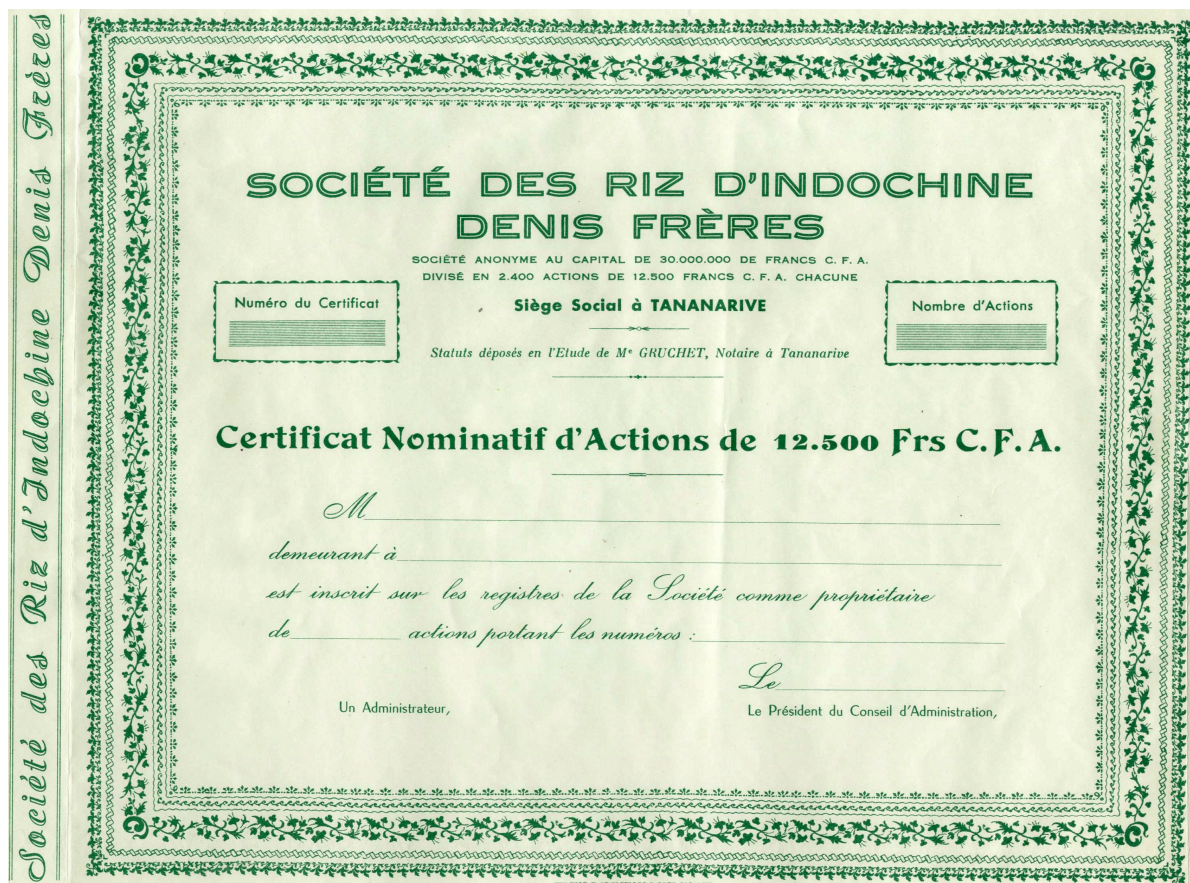 Société des Riz d'Indochine Denis Frères
SOCIÉTÉ DES RIZ D'INDOCHINE
DENIS FRÈRES
SOCIÉTÉ ANONYME AU CAPITAL DE 30.000.000 DE FRANCS C. F. A.
DIVISÉ EN 2.400 ACTIONS DE 12.500 FRANCS C. F. A. CHACUNE
Numéro du Certificat
Siège Social à TANANARIVE
Nombre d'Actions
Statuts déposés en l'Etude de Me GRUCHET, Notaire à Tananarive
Certificat Nominatif d'Actions de 12.500 Frs C. F. A.
M
demeurant à
est inscrit sur les registres de la Société comme propriétaire
de actions portant les numéros :
Le
Un Administrateur,
Le Président du Conseil d'Administration,